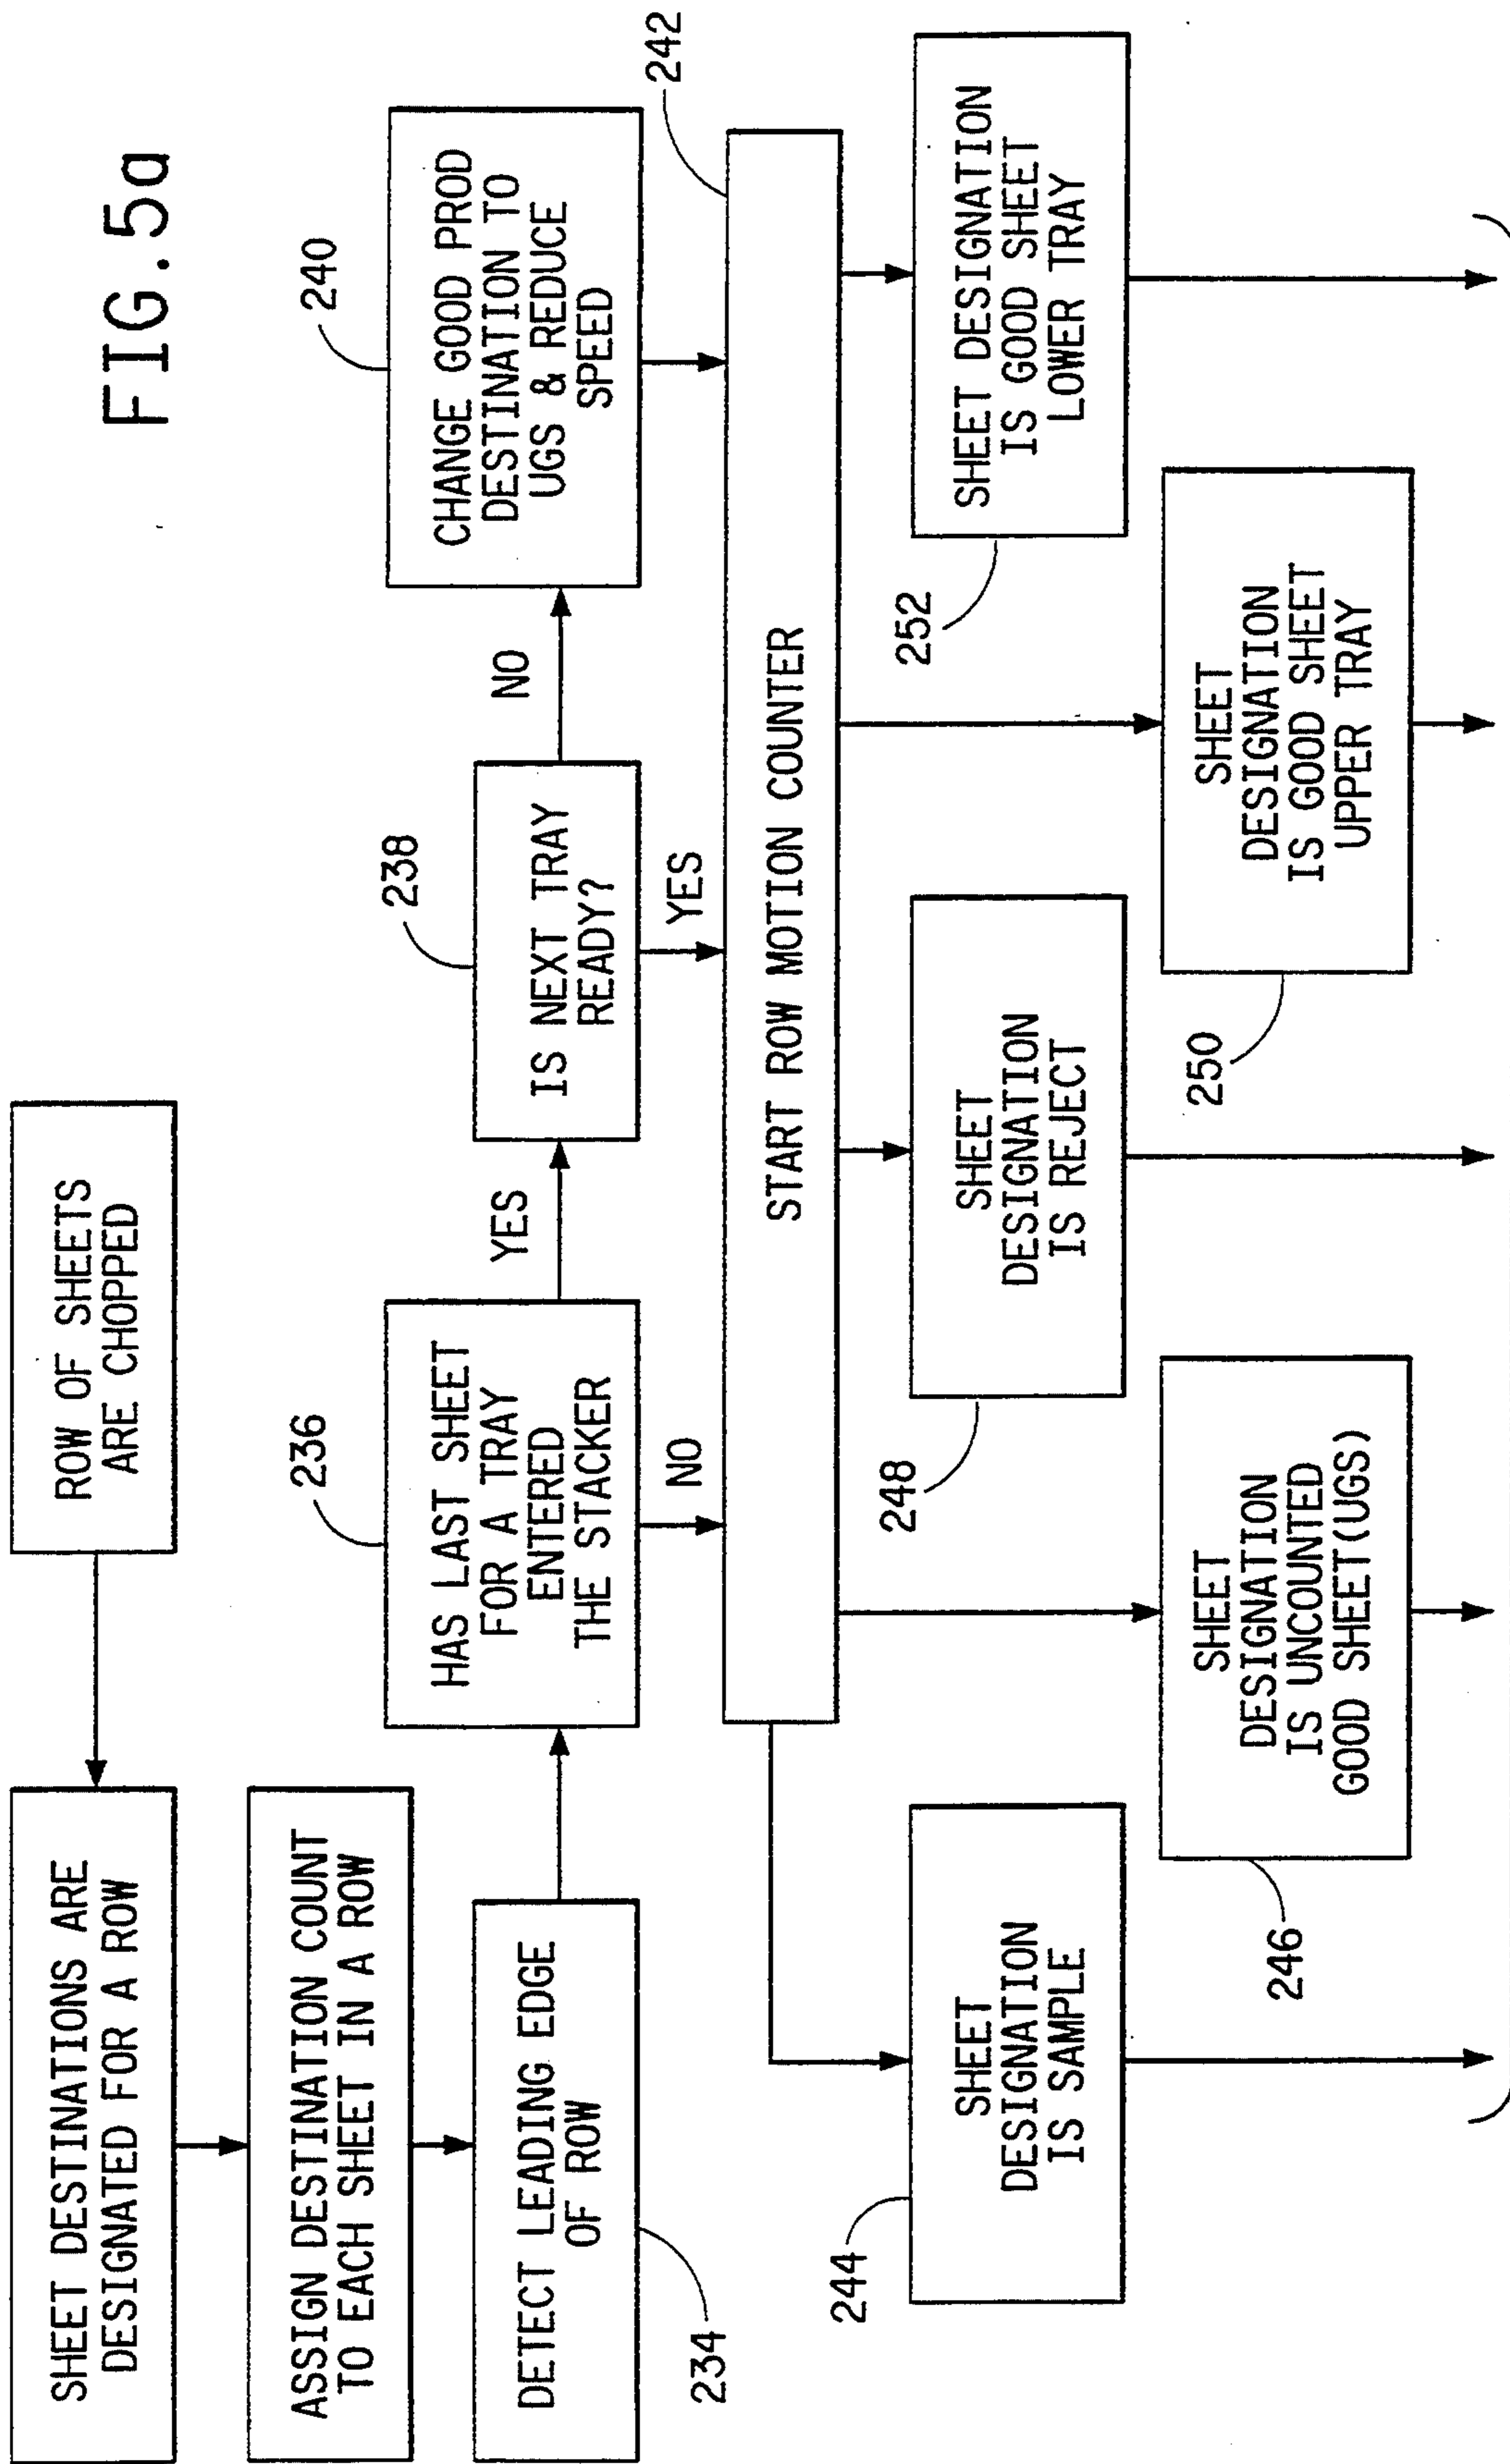 FIG.5a
ROW OF SHEETS
ARE CHOPPED
SHEET DESTINATIONS ARE
DESIGNATED FOR A ROW
ASSIGN DESTINATION COUNT
TO EACH SHEET IN A ROW
DETECT LEADING EDGE
OF ROW
234
236
HAS LAST SHEET
FOR A TRAY
ENTERED
THE STACKER
YES
NO
238
IS NEXT TRAY
READY?
NO
YES
240
CHANGE GOOD PROD
DESTINATION TO
UGS & REDUCE
SPEED
242
START ROW MOTION COUNTER
244
SHEET
DESIGNATION
IS SAMPLE
246
SHEET
DESIGNATION
IS UNCOUNTED
GOOD SHEET(UGS)
248
SHEET
DESIGNATION
IS REJECT
250
SHEET
DESIGNATION
IS GOOD SHEET
UPPER TRAY
252
SHEET DESIGNATION
IS GOOD SHEET
LOWER TRAY